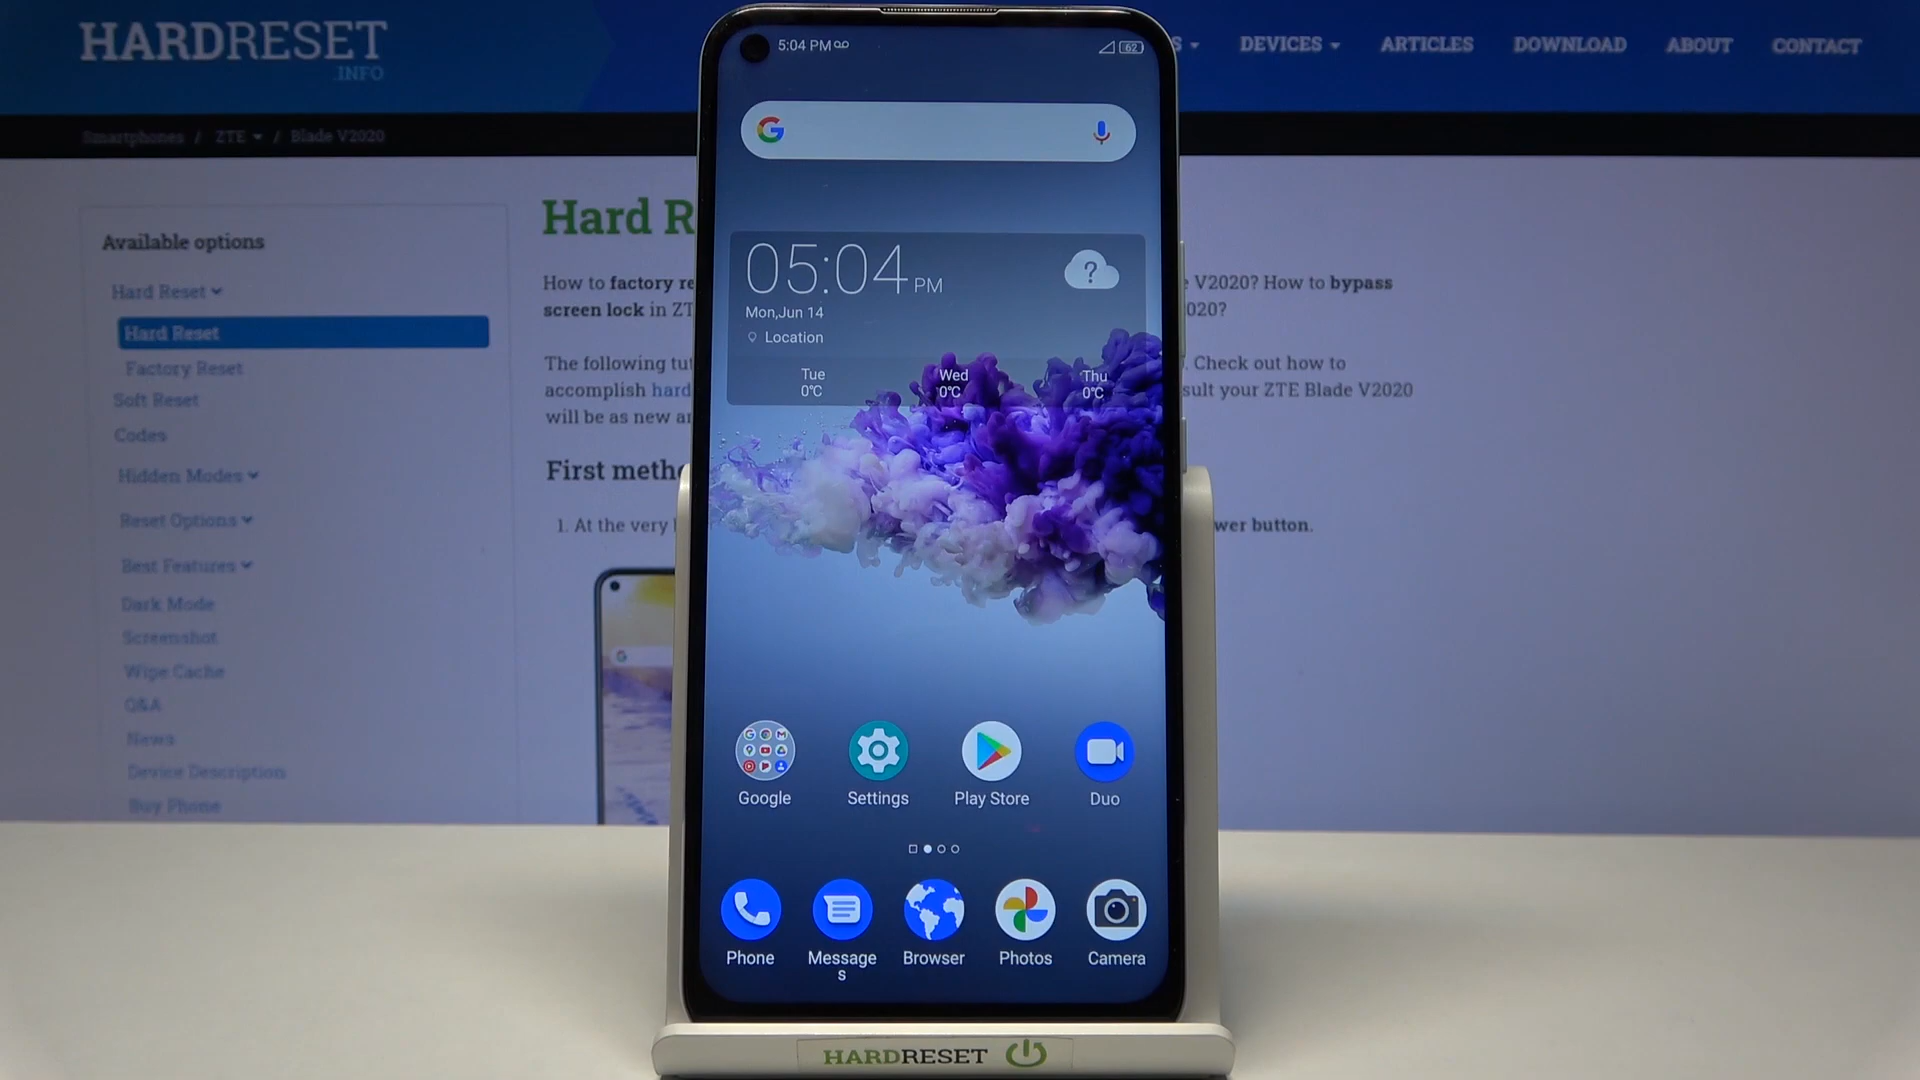 HARDRESET
.INFO
DEVICES
ARTICLES
DOWNLOAD
ABOUT
CONTACT
Smartphones / ZTE / Blade V2020
Available options
Hard Reset
Hard Reset
Factory Reset
Soft Reset
Codes
Hidden Modes
Reset Options
Best Features
Dark Mode
Screenshot
Wipe Cache
Q&A
News
Device Description
Buy Phone
Hard R
How to factory re
V2020? How to bypass
screen lock in ZT
020?
The following tut
. Check out how to
accomplish hard
sult your ZTE Blade V2020
will be as new an
First metho
1. At the very
wer button.
5:04 PM
62
05:04 PM
?
Mon,Jun 14
Location
Tue Wed Thu
0°C 0°C 0°C
Google Settings Play Store Duo
Phone Message Browser Photos Camera
s
HARDRESET